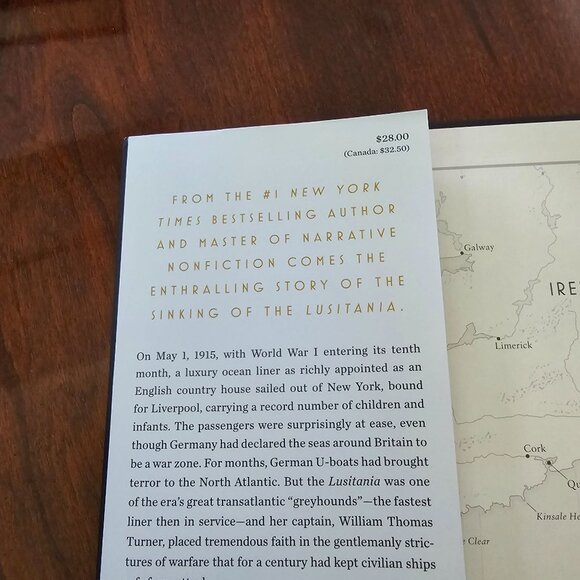 $28.00
(Canada: $32.50)
FROM THE #1 NEW YORK
TIMES BESTSELLING AUTHOR
AND MASTER OF NARRATIVE
NONFICTION COMES THE
ENTHRALLING STORY OF THE
SINKING OF THE LUSITANIA.
On May 1, 1915, with World War I entering its tenth
month, a luxury ocean liner as richly appointed as an
English country house sailed out of New York, bound
for Liverpool, carrying a record number of children and
infants. The passengers were surprisingly at ease, even
though Germany had declared the seas around Britain to
be a war zone. For months, German U-boats had brought
terror to the North Atlantic. But the Lusitania was one
of the era's great transatlantic “greyhounds”—the fastest
liner then in service—and her captain, William Thomas
Turner, placed tremendous faith in the gentlemanly stric-
tures of warfare that for a century had kept civilian ships
Galway
IRE
Limerick
Cork
Qu
Kinsale He
Clear